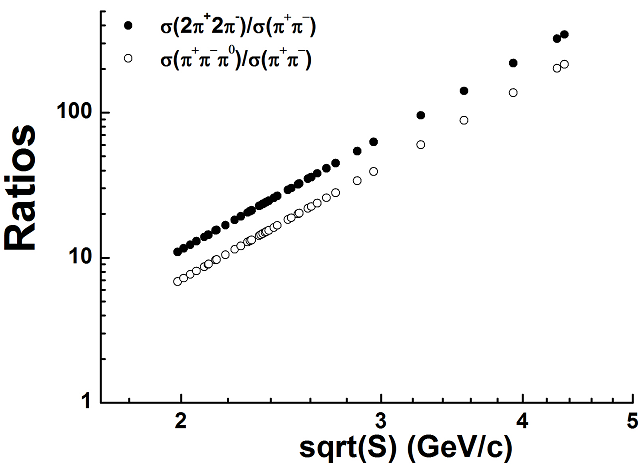 σ(2π⁺2π⁻)/σ(π⁺π⁻)
σ(π⁺π⁻π⁰)/σ(π⁺π⁻)
100
10
1
Ratios
2 3 4 5
sqrt(S) (GeV/c)